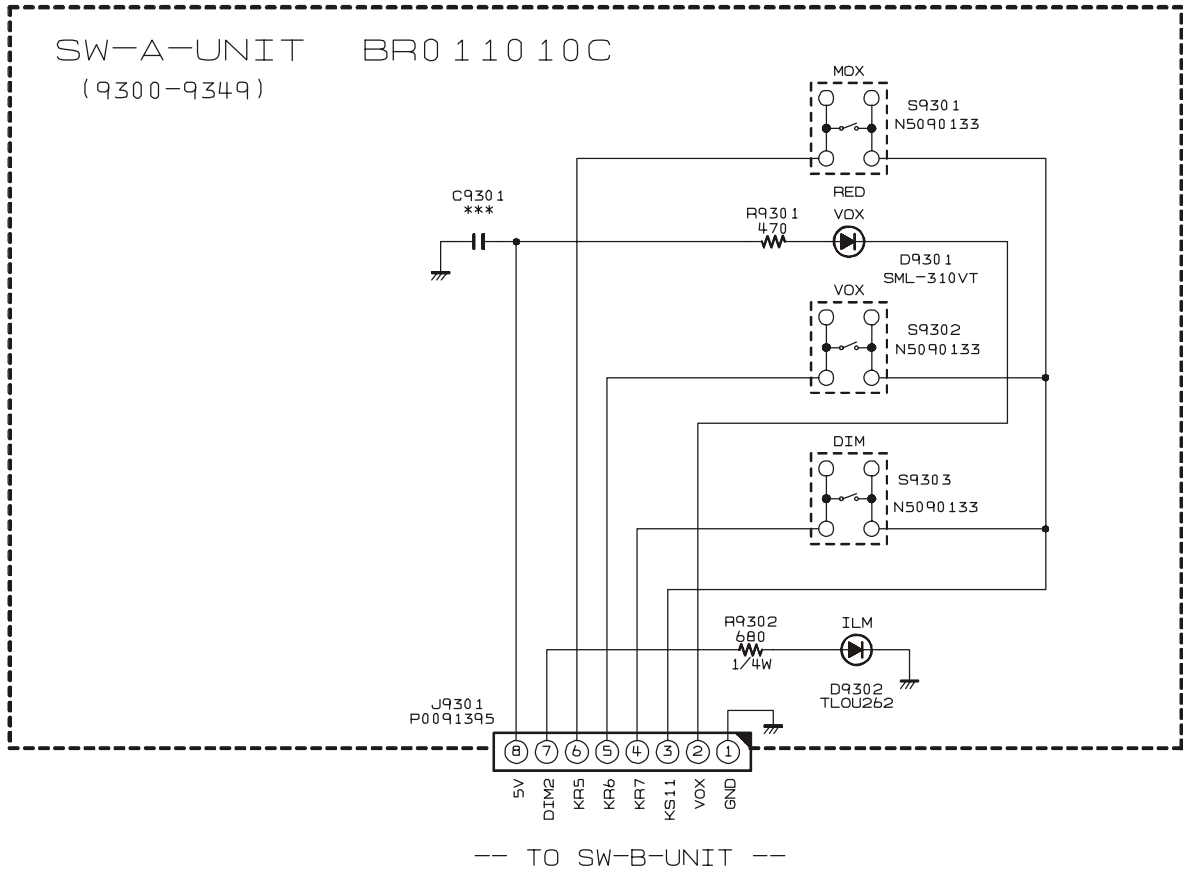 SW-A-UNIT BR011010C
(9300-9349)
MOX
S9301
N5090133
C9301
***
RED
VOX
R9301
470
D9301
SML-310VT
VOX
S9302
N5090133
DIM
S9303
N5090133
R9302
680
1/4W
ILM
D9302
TLOU262
J9301
P0091395
8 7 6 5 4 3 2 1
5V
DIM2
KR5
KR6
KR7
KS11
VOX
GND
-- TO SW-B-UNIT --